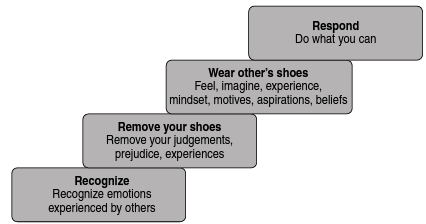 Respond
Do what you can
Wear other's shoes
Feel, imagine, experience,
mindset, motives, aspirations, beliefs
Remove your shoes
Remove your judgements,
prejudice, experiences
Recognize
Recognize emotions
experienced by others